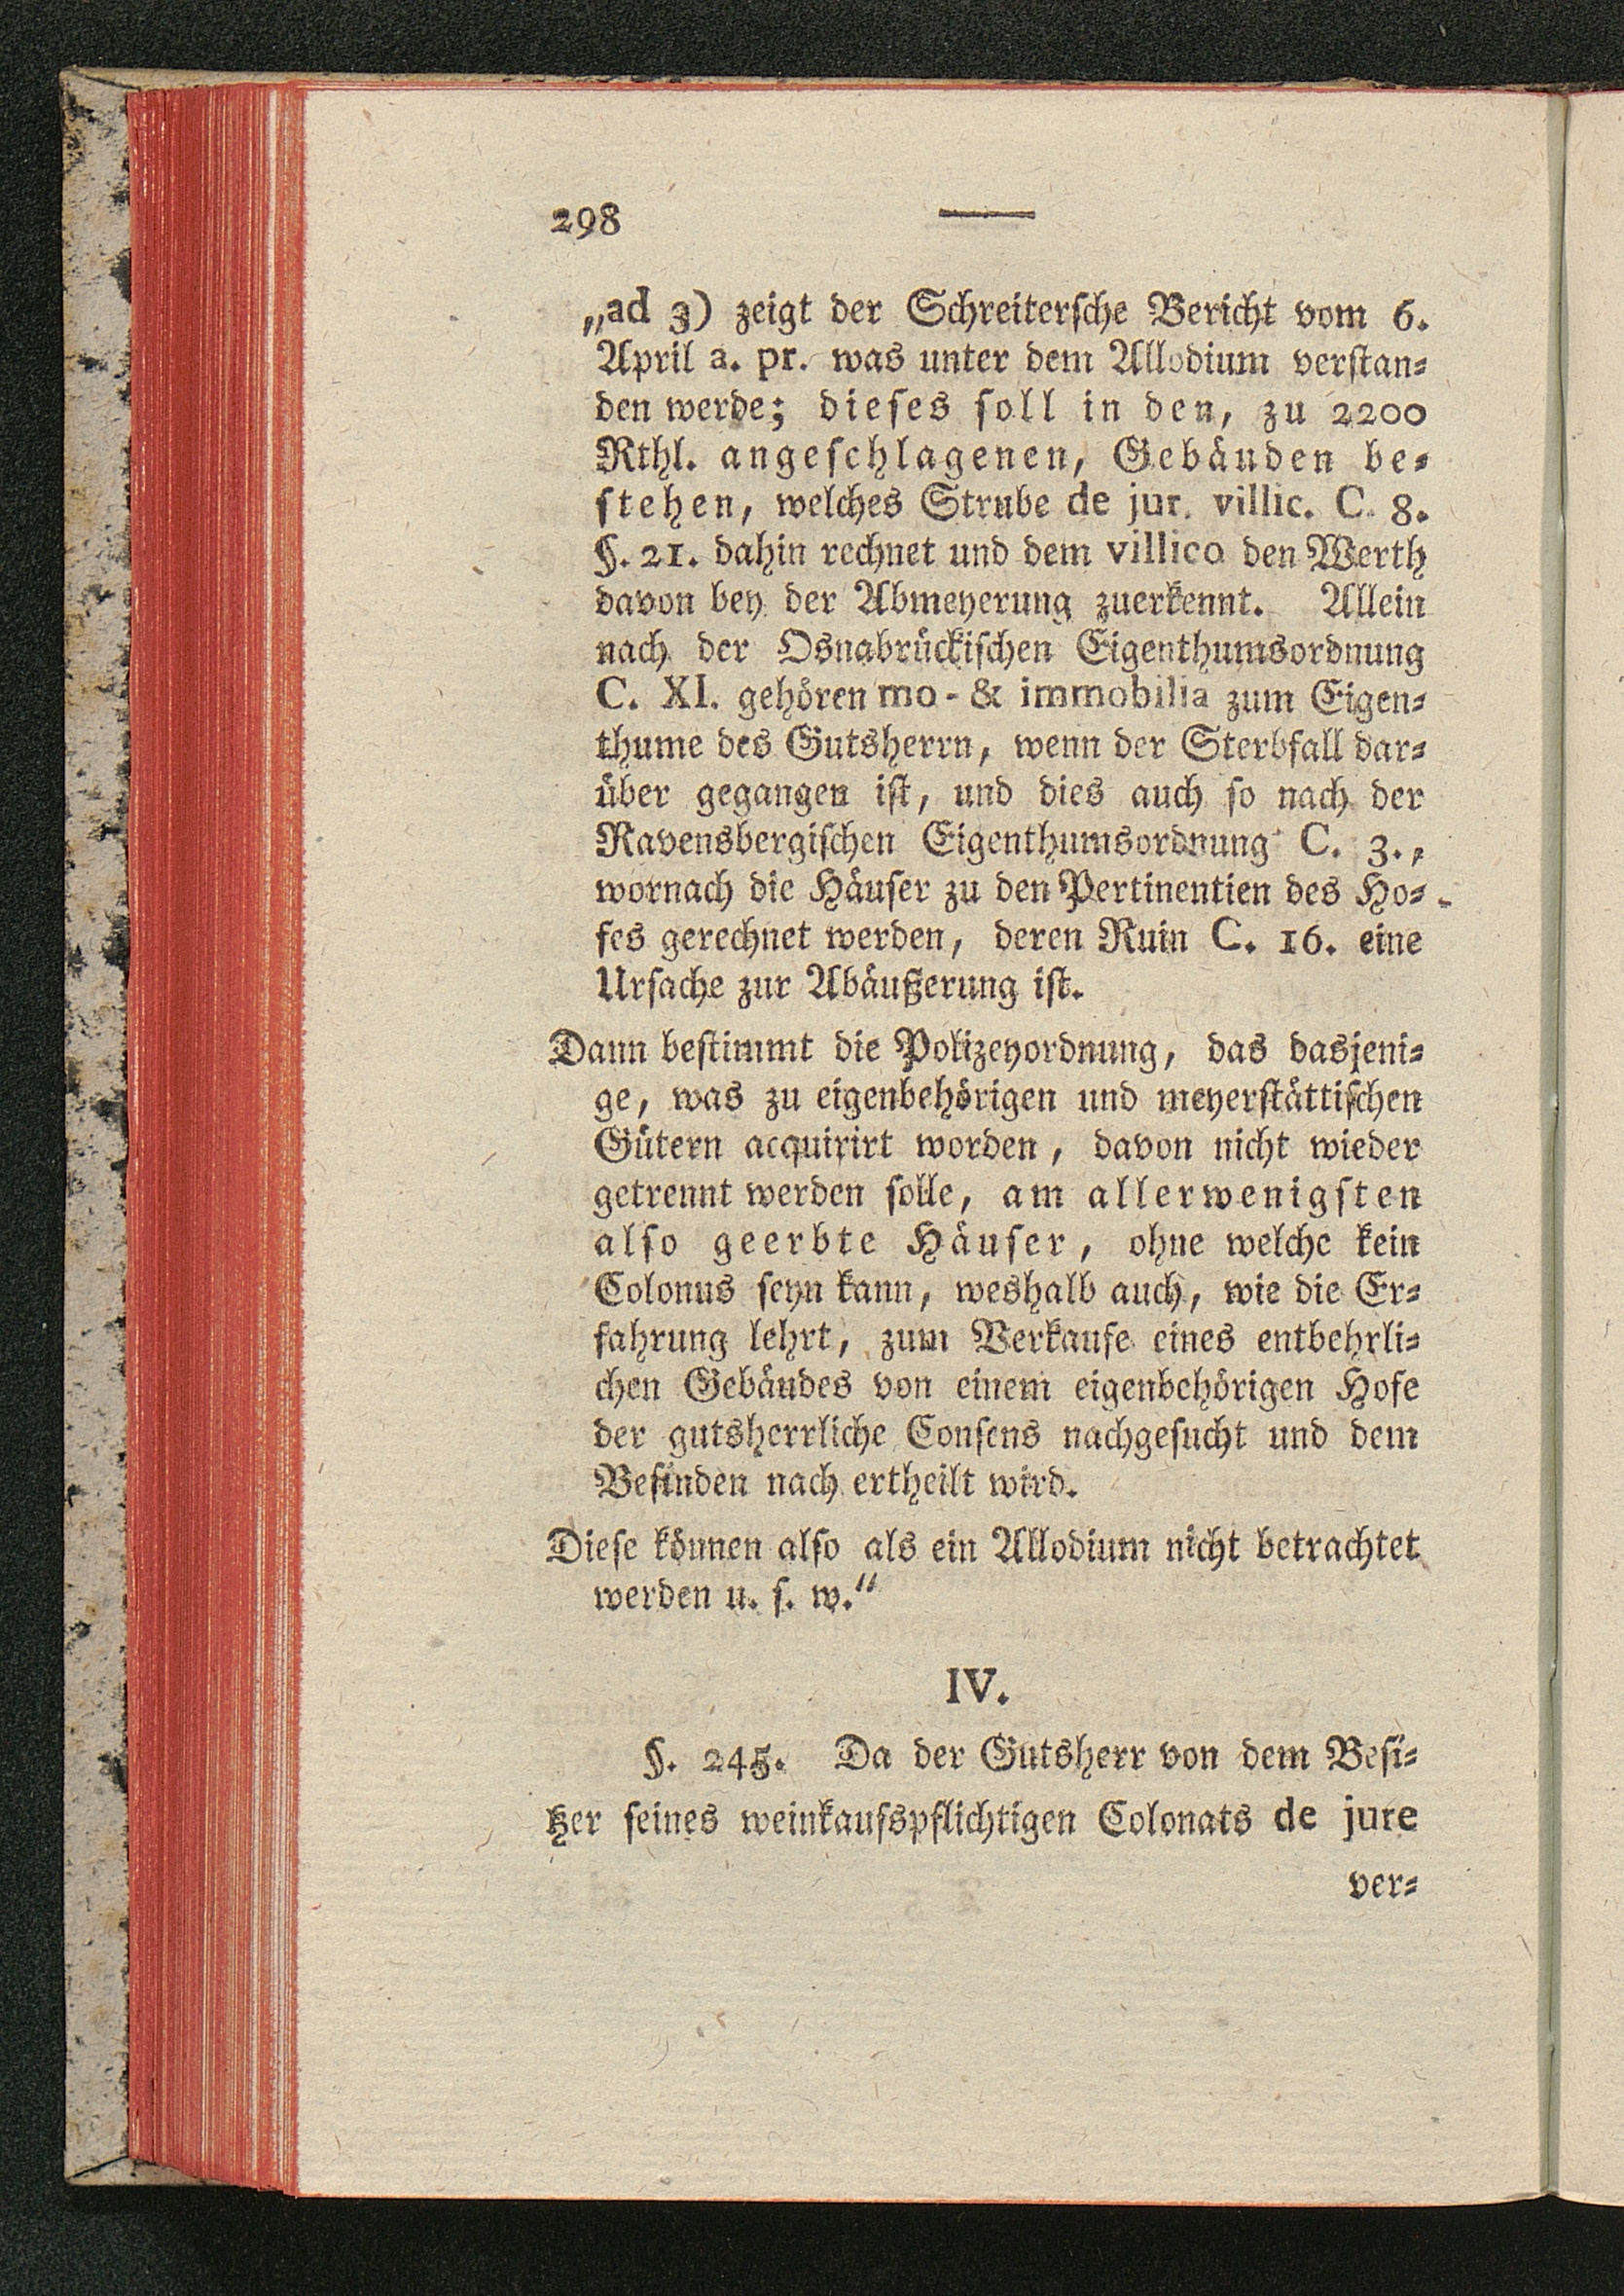 298
„ad 3) zeigt der Schreiterſche Bericht vom 6.
April a. pr. was unter dem Allodium verſtan⸗
den werde; dieſes ſoll in den, zu 2200
Rthl. angeſchlagenen, Gebäuden be⸗
ſtehen, welches Strube de jur. villic. C. 8.
§. 21. dahin rechnet und dem villico den Werth
davon bey der Abmeyerung zuerkennt. Allein
nach der Osnabrückiſchen Eigenthumsordnung
C. XI. gehören mo- & immobilia zum Eigen⸗
thume des Gutsherrn, wenn der Sterbfall dar⸗
über gegangen iſt, und dies auch ſo nach der
Ravensbergiſchen Eigenthumsordnung C. 3.,
wornach die Häuſer zu den Pertinentien des Ho⸗
fes gerechnet werden, deren Ruin C. 16. eine
Urſache zur Abäußerung iſt.
Dann beſtimmt die Polizeyordnung, das dasjeni⸗
ge, was zu eigenbehörigen und meyerſtättiſchen
Gütern acquirirt worden, davon nicht wieder
getrennt werden ſolle, am allerwenigſten
alſo geerbte Häuſer, ohne welche kein
Colonus ſeyn kann, weshalb auch, wie die Er⸗
fahrung lehrt, zum Verkaufe eines entbehrli⸗
chen Gebäudes von einem eigenbehörigen Hofe
der gutsherrliche Conſens nachgeſucht und dem
Befinden nach ertheilt wird.
Dieſe können alſo als ein Allodium nicht betrachtet
werden u. ſ. w.“
IV.
§. 245. Da der Gutsherr von dem Beſi⸗
tzer ſeines weinkaufspflichtigen Colonats de jure
ver⸗